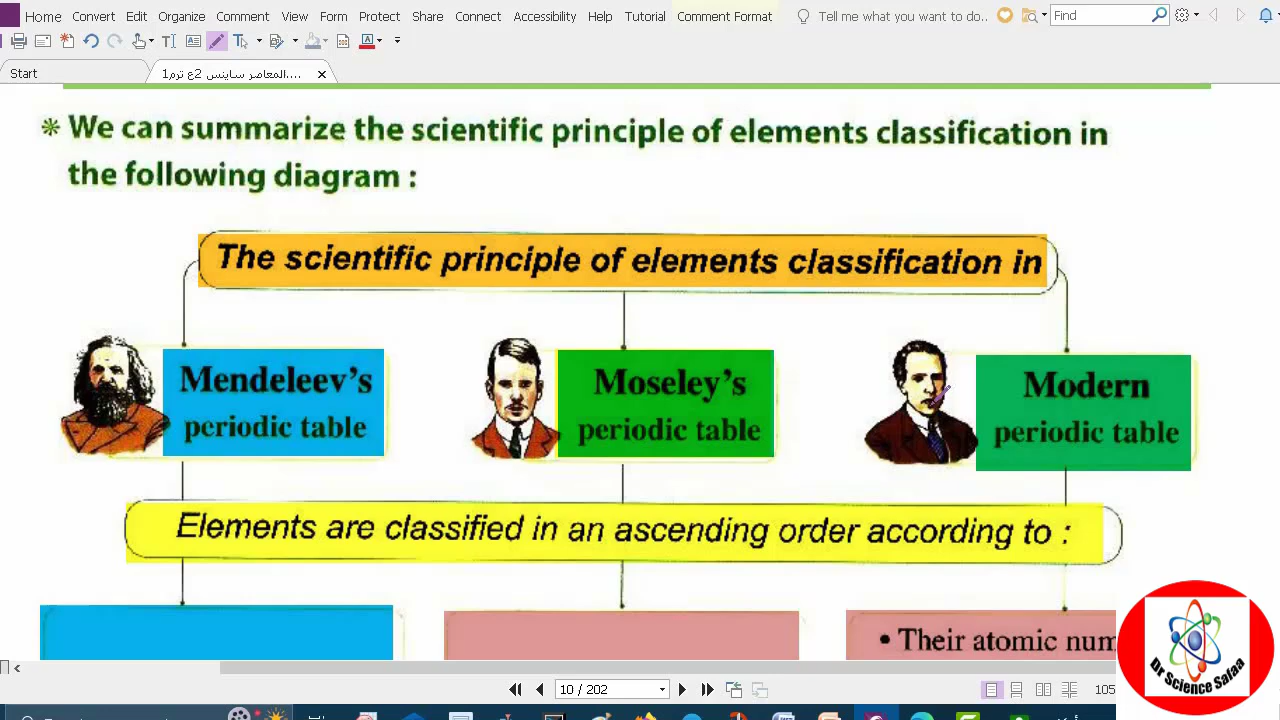 Home Convert Edit Organize Comment View Form Protect Share Connect Accessibility Help Tutorial Comment Format Tell me what you want to do.. Find
Start
المعاصر ساينس 2ع ترم1....
We can summarize the scientific principle of elements classification in
the following diagram :
The scientific principle of elements classification in
Mendeleev's
periodic table
Moseley's
periodic table
Modern
periodic table
Elements are classified in an ascending order according to :
• Their atomic num
10 / 202
105
Dr Science Safaa